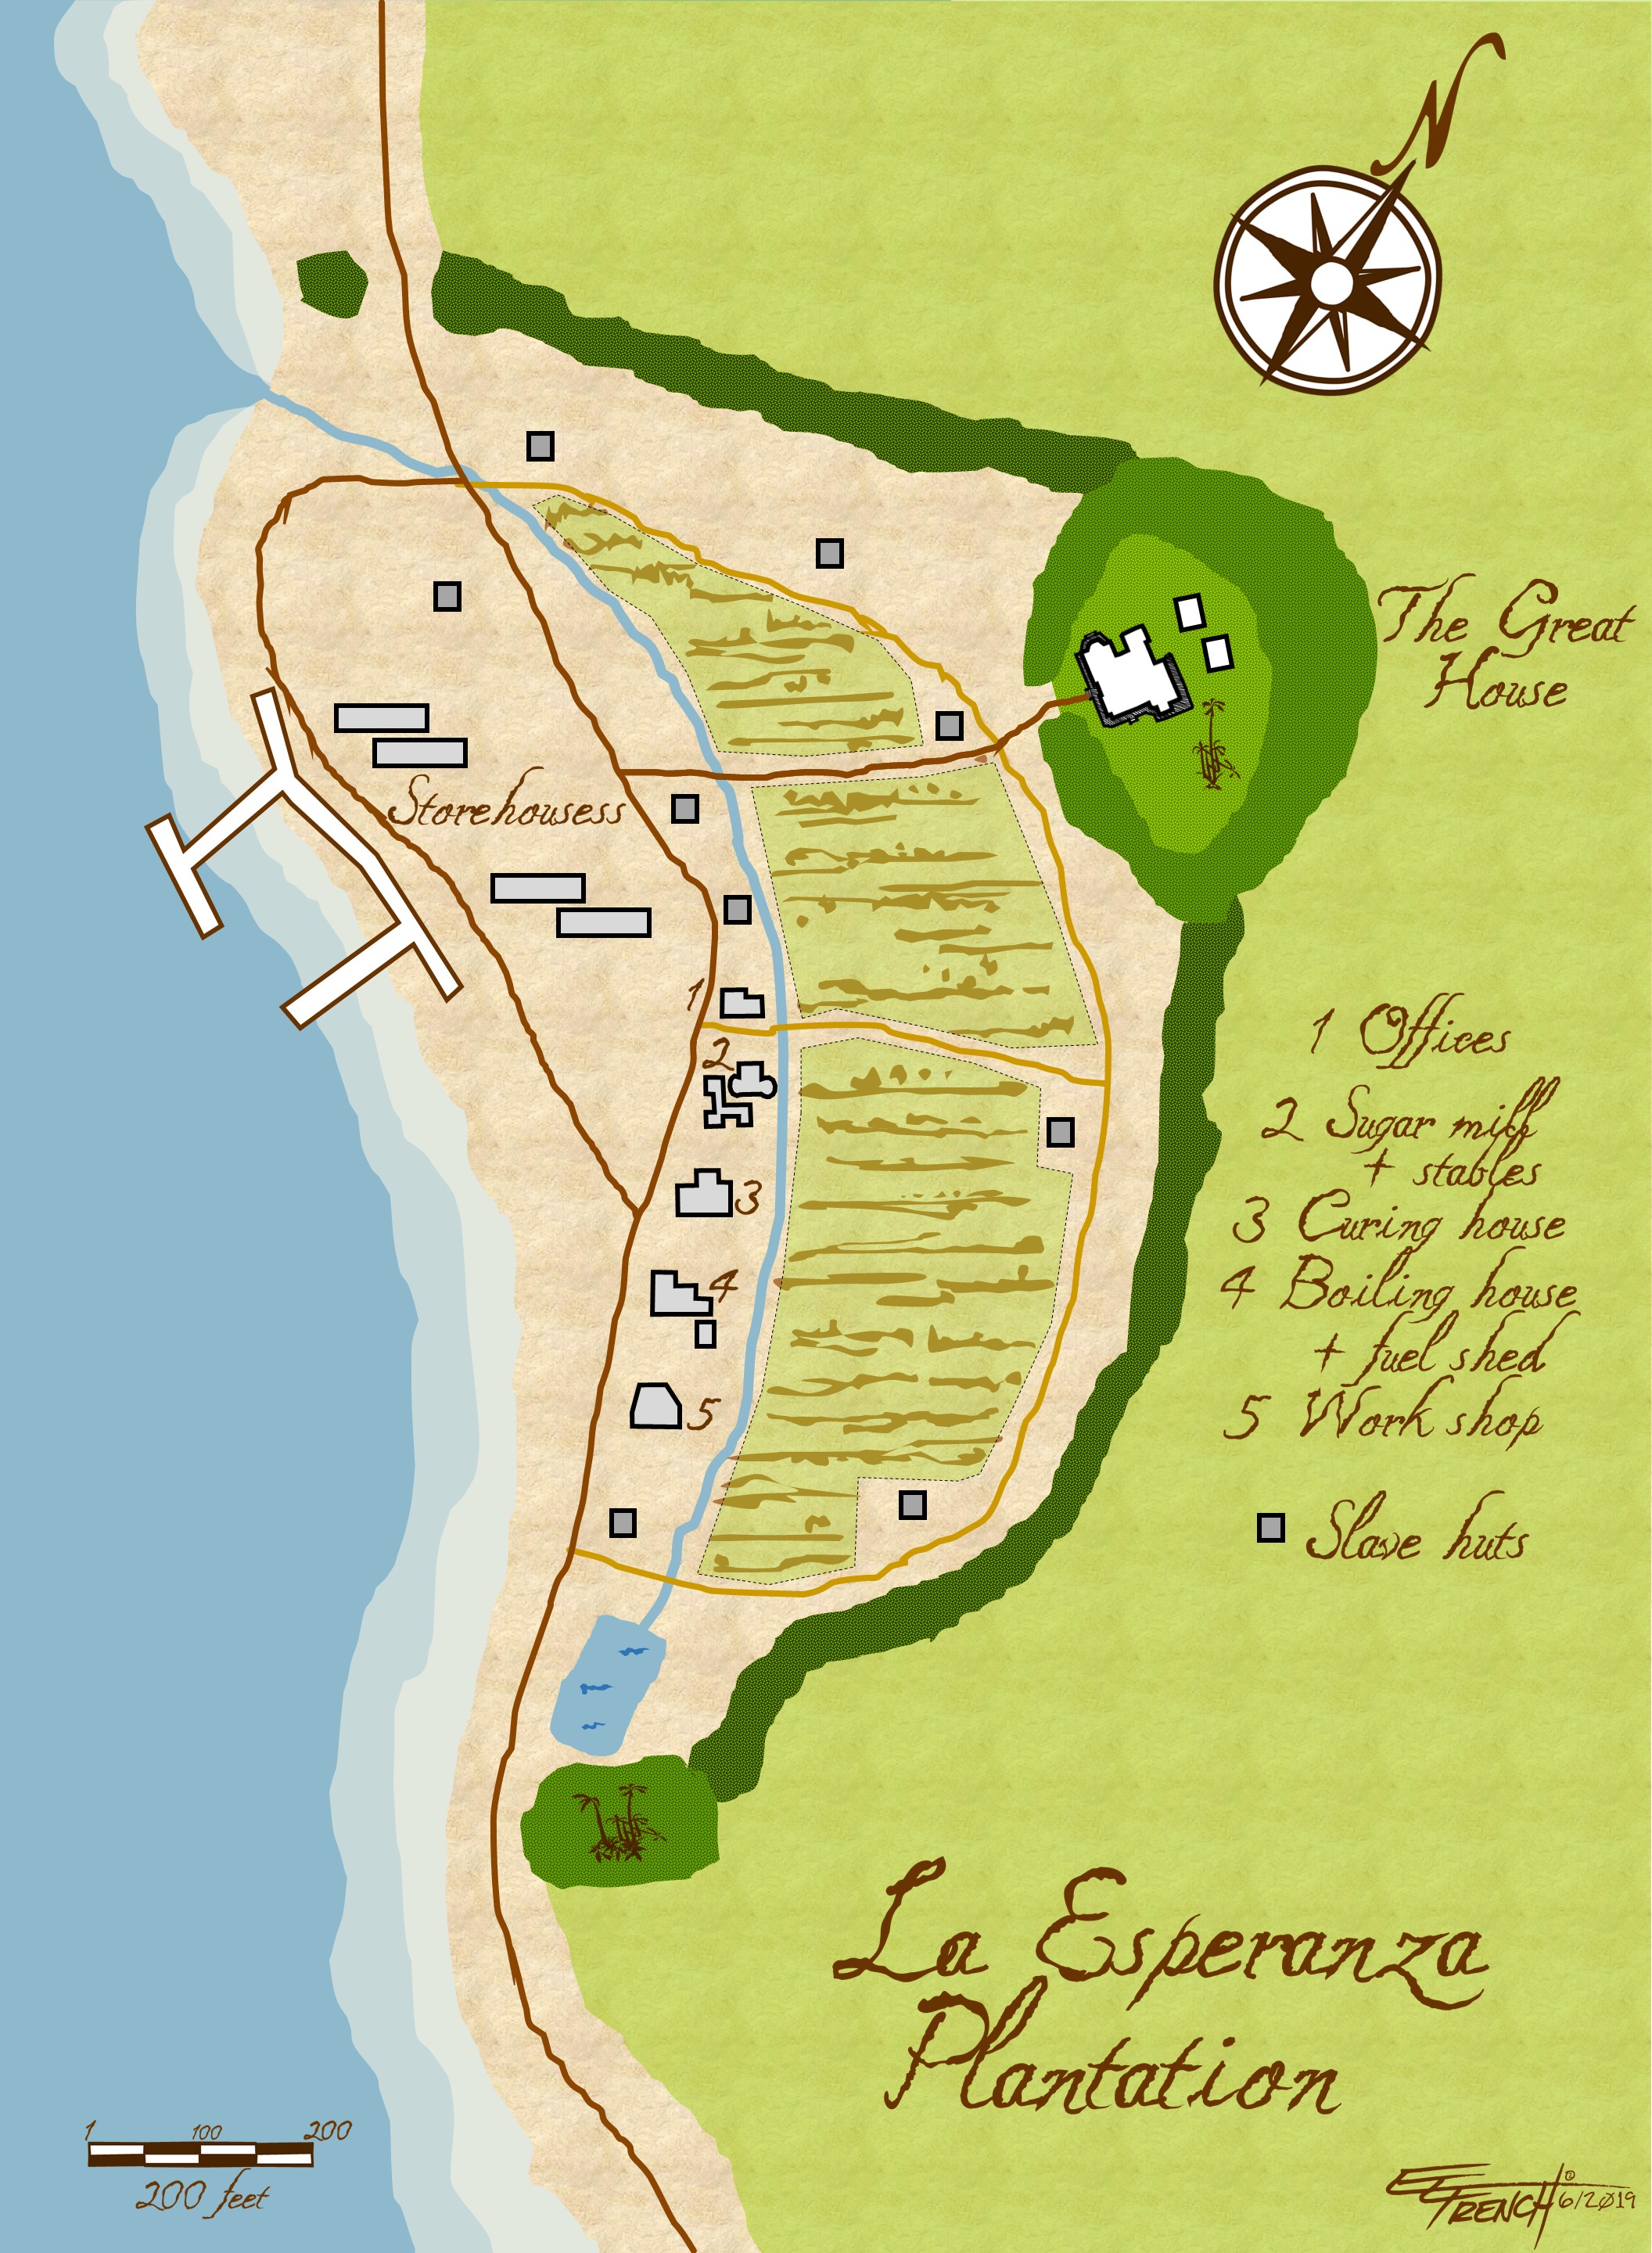 N
The Great
House
Storehousess
1
2
3
4
5
1 Offices
2 Sugar mill
+ stables
3 Curing house
4 Boiling house
+ fuel shed
5 Work shop
Slave huts
La Esperanza
Plantation
1 100 200
200 feet
EEFRENCH © 6/2019